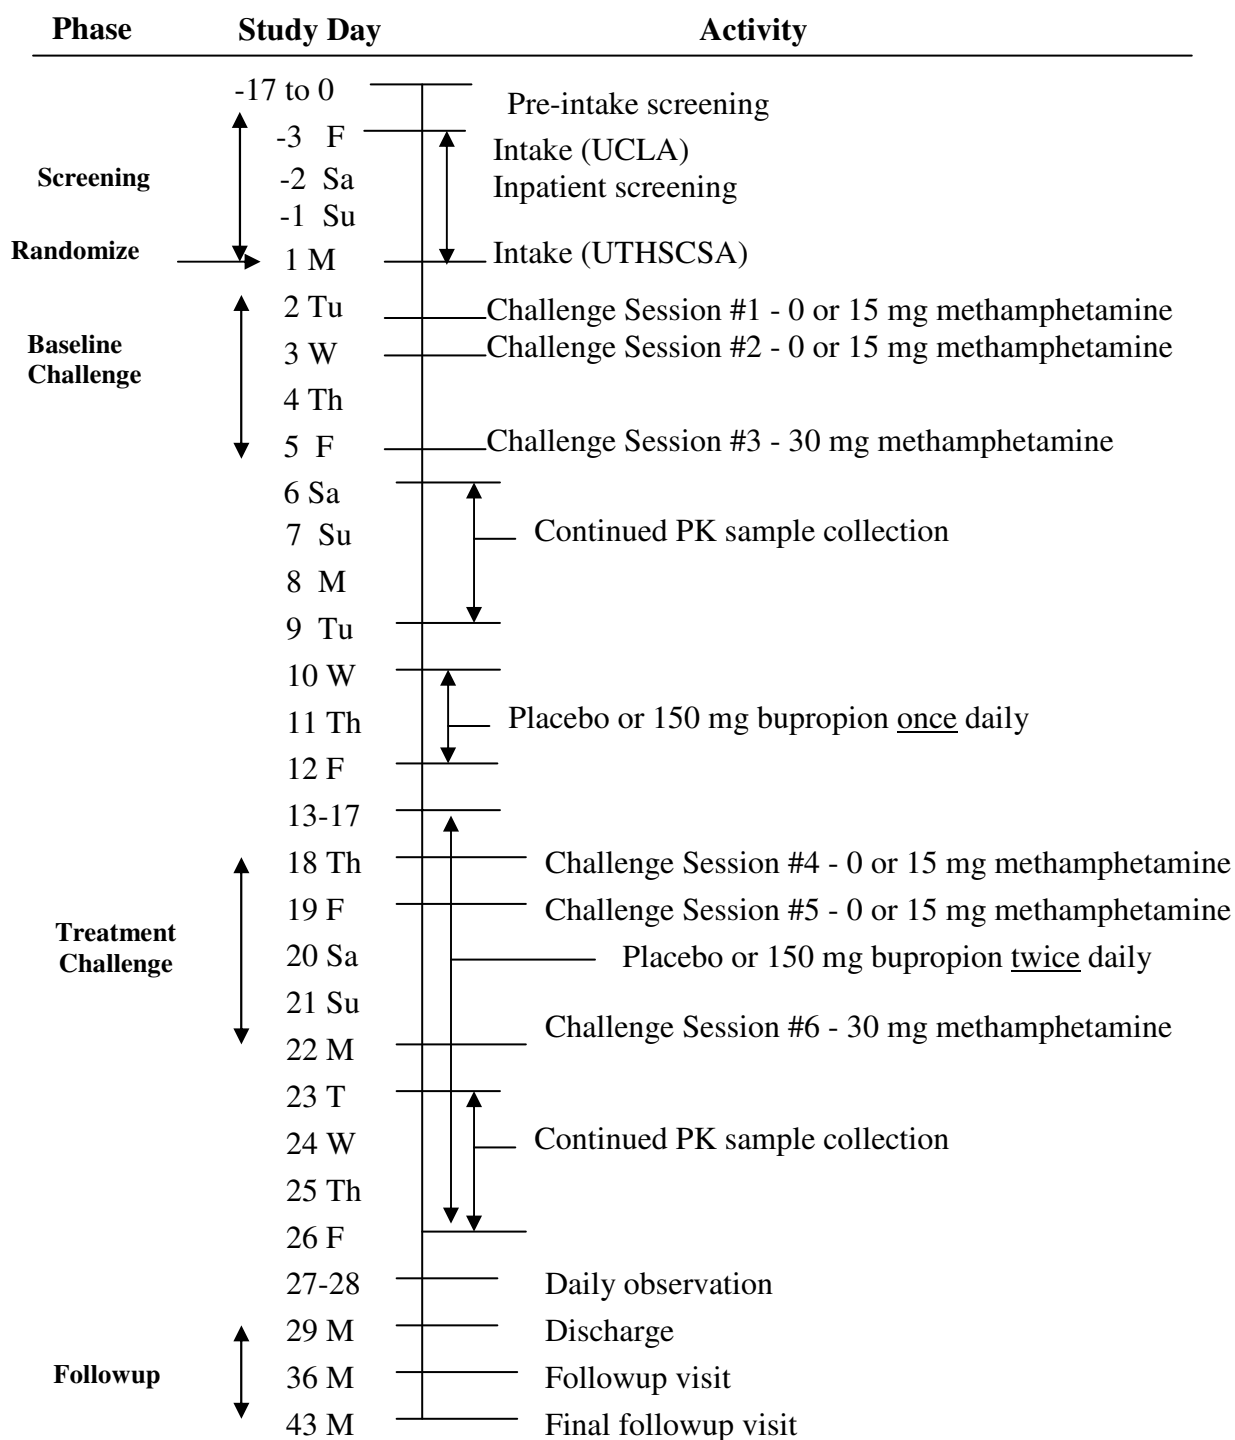 Phase Study Day Activity
-17 to 0
Pre-intake screening
-3 F
Intake (UCLA)
Screening
-2 Sa
Inpatient screening
-1 Su
Randomize
1 M
Intake (UTHSCSA)
2 Tu
Challenge Session #1 - 0 or 15 mg methamphetamine
Baseline
Challenge
3 W
Challenge Session #2 - 0 or 15 mg methamphetamine
4 Th
5 F
Challenge Session #3 - 30 mg methamphetamine
6 Sa
7 Su
Continued PK sample collection
8 M
9 Tu
10 W
11 Th
Placebo or 150 mg bupropion once daily
12 F
13-17
18 Th
Challenge Session #4 - 0 or 15 mg methamphetamine
19 F
Challenge Session #5 - 0 or 15 mg methamphetamine
Treatment
Challenge
20 Sa
Placebo or 150 mg bupropion twice daily
21 Su
22 M
Challenge Session #6 - 30 mg methamphetamine
23 T
24 W
Continued PK sample collection
25 Th
26 F
27-28
Daily observation
29 M
Discharge
Followup
36 M
Followup visit
43 M
Final followup visit